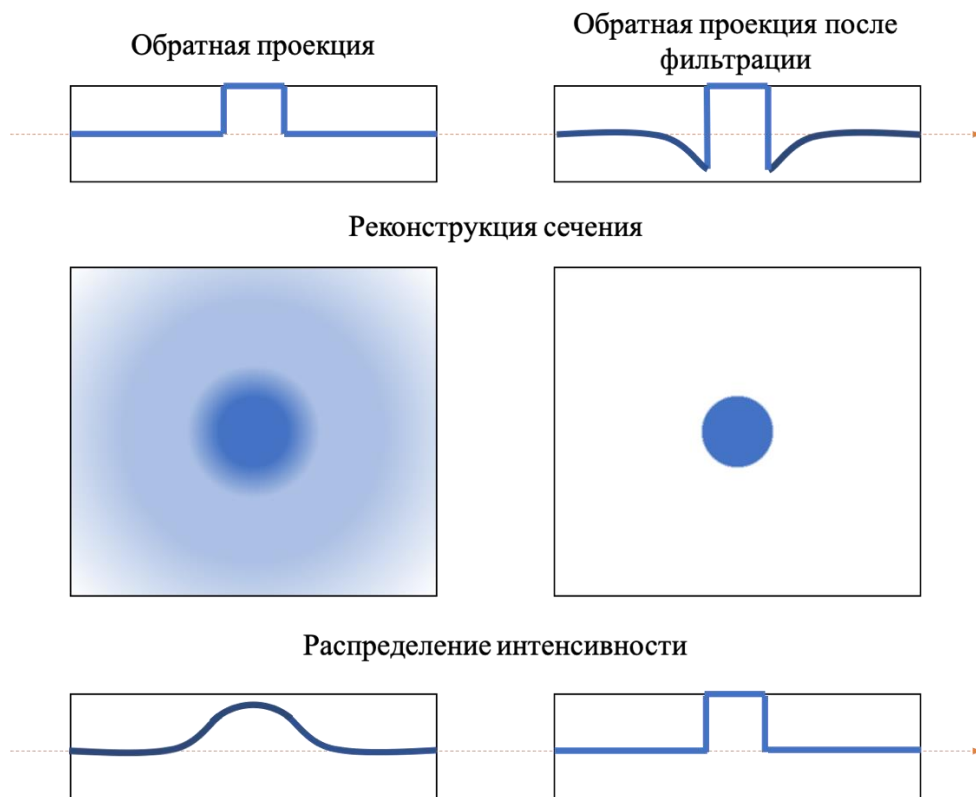 Обратная проекция
Обратная проекция после
фильтрации
Реконструкция сечения
Распределение интенсивности